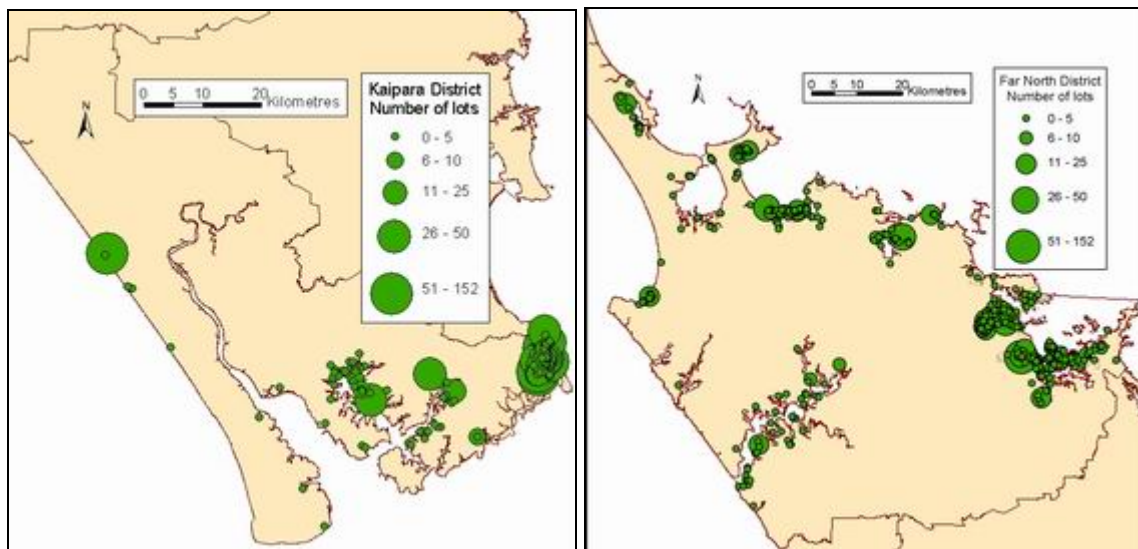 0 5 10 20
Kilometres
N
Kaipara District
Number of lots
0 - 5
6 - 10
11 - 25
26 - 50
51 - 152
0 5 10 20
Kilometres
N
Far North District
Number of lots
0 - 5
6 - 10
11 - 25
26 - 50
51 - 152